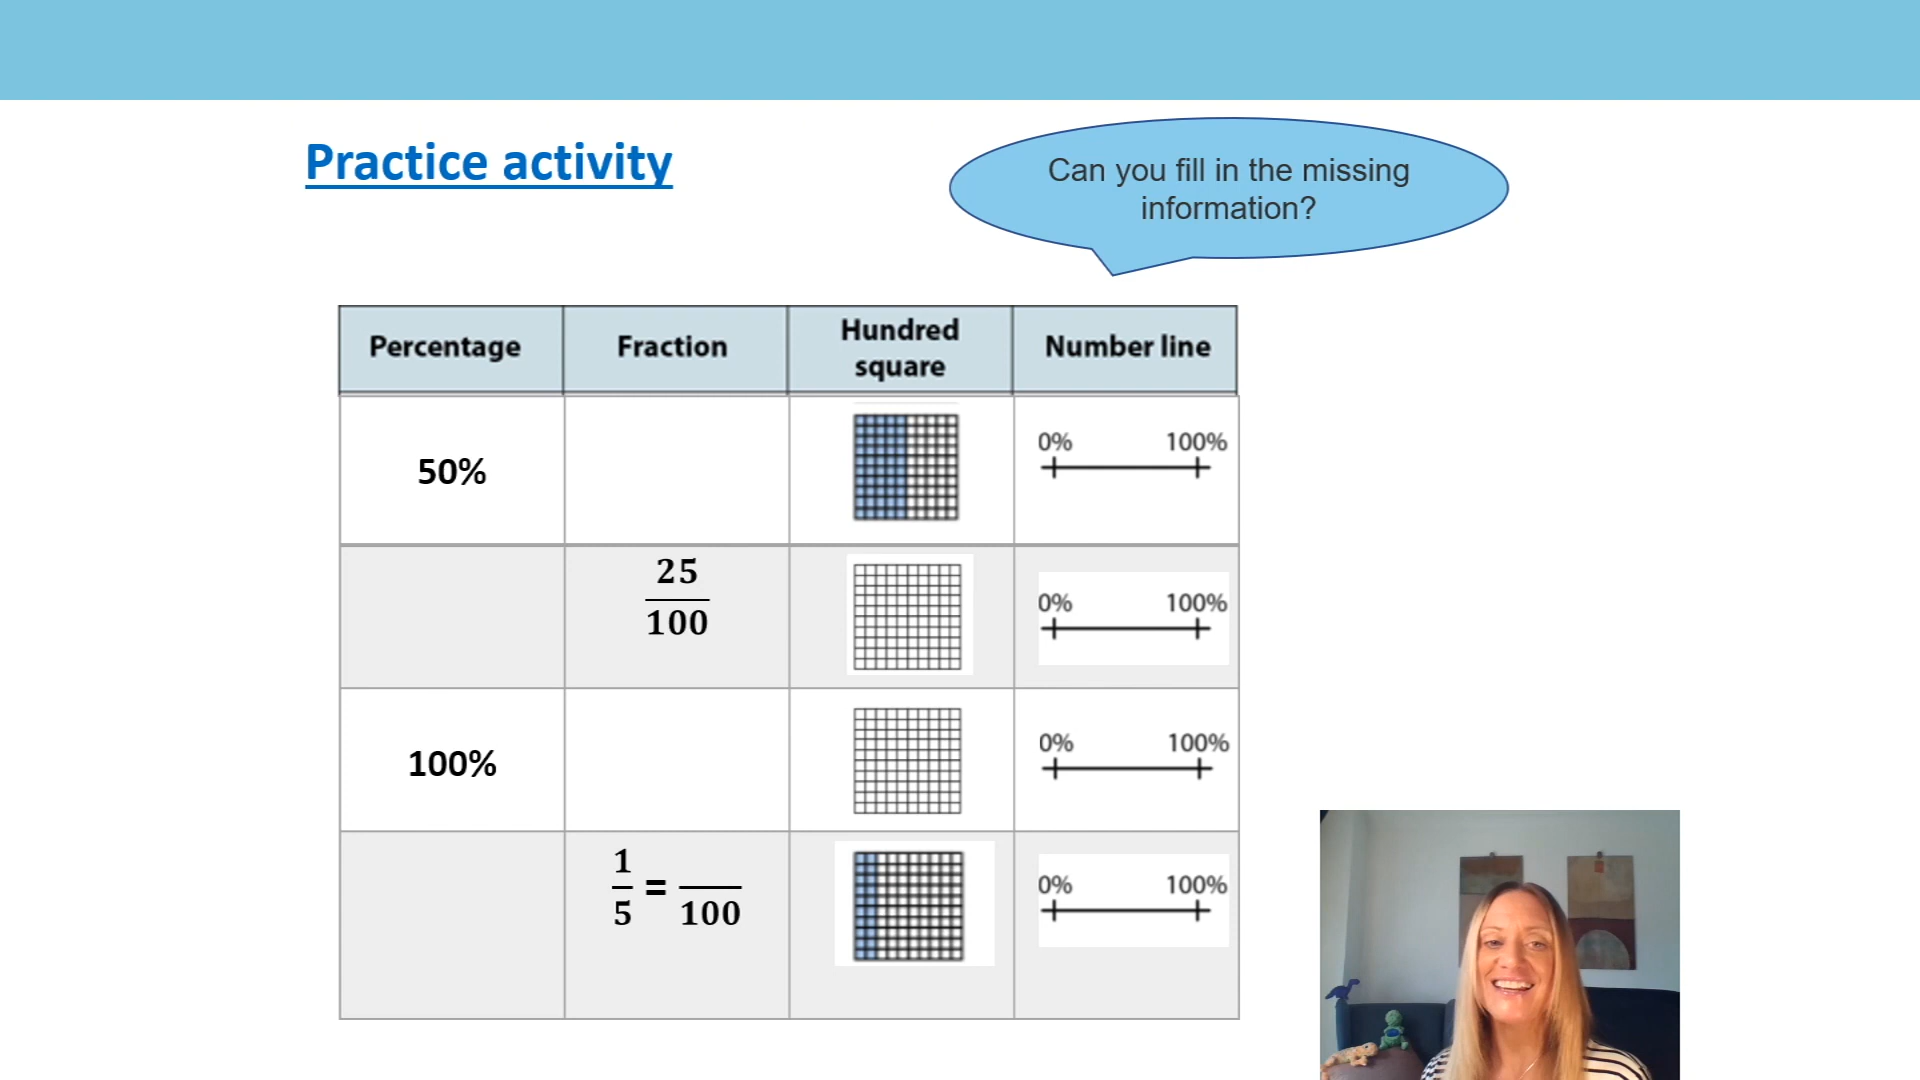 Practice activity
Can you fill in the missing
information?
Percentage Fraction Hundred square Number line
50% 0% 100%
25/100 0% 100%
100% 0% 100%
1/5 = __/100 0% 100%